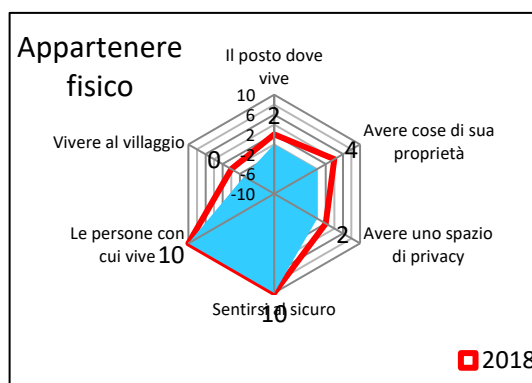 Appartenere
fisico
Il posto dove
vive
10
6
2
-2
-6
-10
2
Avere cose di sua
proprietà
4
Avere uno spazio
di privacy
2
Sentirsi al sicuro
10
Le persone con
cui vive
10
Vivere al villaggio
0
2018